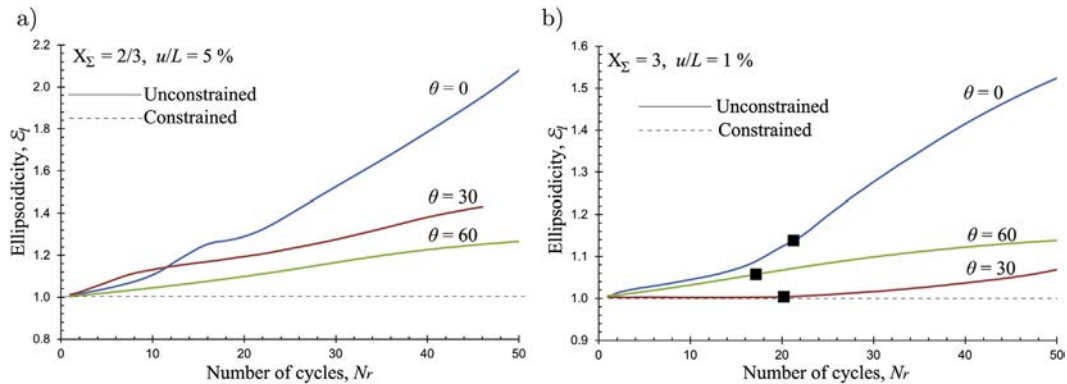 a)
2.2
2.0
1.8
1.6
1.4
1.2
1.0
0.8
Ellipsoidicity, ℰq
X_Σ = 2/3, u/L = 5 %
Unconstrained
Constrained
θ = 0
θ = 30
θ = 60
0 10 20 30 40 50
Number of cycles, Nr
b)
1.6
1.5
1.4
1.3
1.2
1.1
1.0
0.9
Ellipsoidicity, ℰq
X_Σ = 3, u/L = 1 %
Unconstrained
Constrained
θ = 0
θ = 60
θ = 30
0 10 20 30 40 50
Number of cycles, Nr